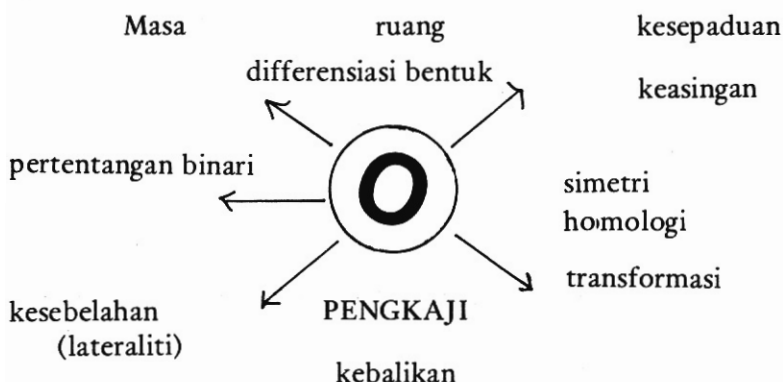 Masa ruang kesepaduan
differensiasi bentuk
keasingan
pertentangan binari
O
simetri
homologi
transformasi
kesebelahan
(lateraliti)
PENGKAJI
kebalikan